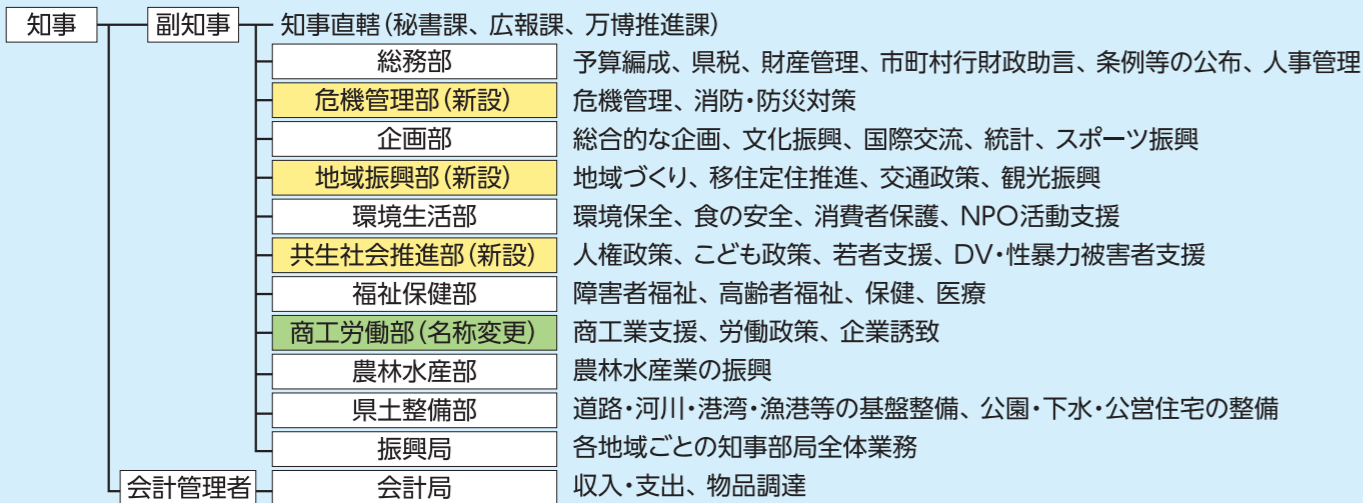 知事 副知事 知事直轄(秘書課、広報課、万博推進課)
総務部 予算編成、県税、財産管理、市町村行財政助言、条例等の公布、人事管理
危機管理部(新設) 危機管理、消防・防災対策
企画部 総合的な企画、文化振興、国際交流、統計、スポーツ振興
地域振興部(新設) 地域づくり、移住定住推進、交通政策、観光振興
環境生活部 環境保全、食の安全、消費者保護、NPO活動支援
共生社会推進部(新設) 人権政策、こども政策、若者支援、DV・性暴力被害者支援
福祉保健部 障害者福祉、高齢者福祉、保健、医療
商工労働部(名称変更) 商工業支援、労働政策、企業誘致
農林水産部 農林水産業の振興
県土整備部 道路・河川・港湾・漁港等の基盤整備、公園・下水・公営住宅の整備
振興局 各地域ごとの知事部局全体業務
会計管理者 会計局 収入・支出、物品調達